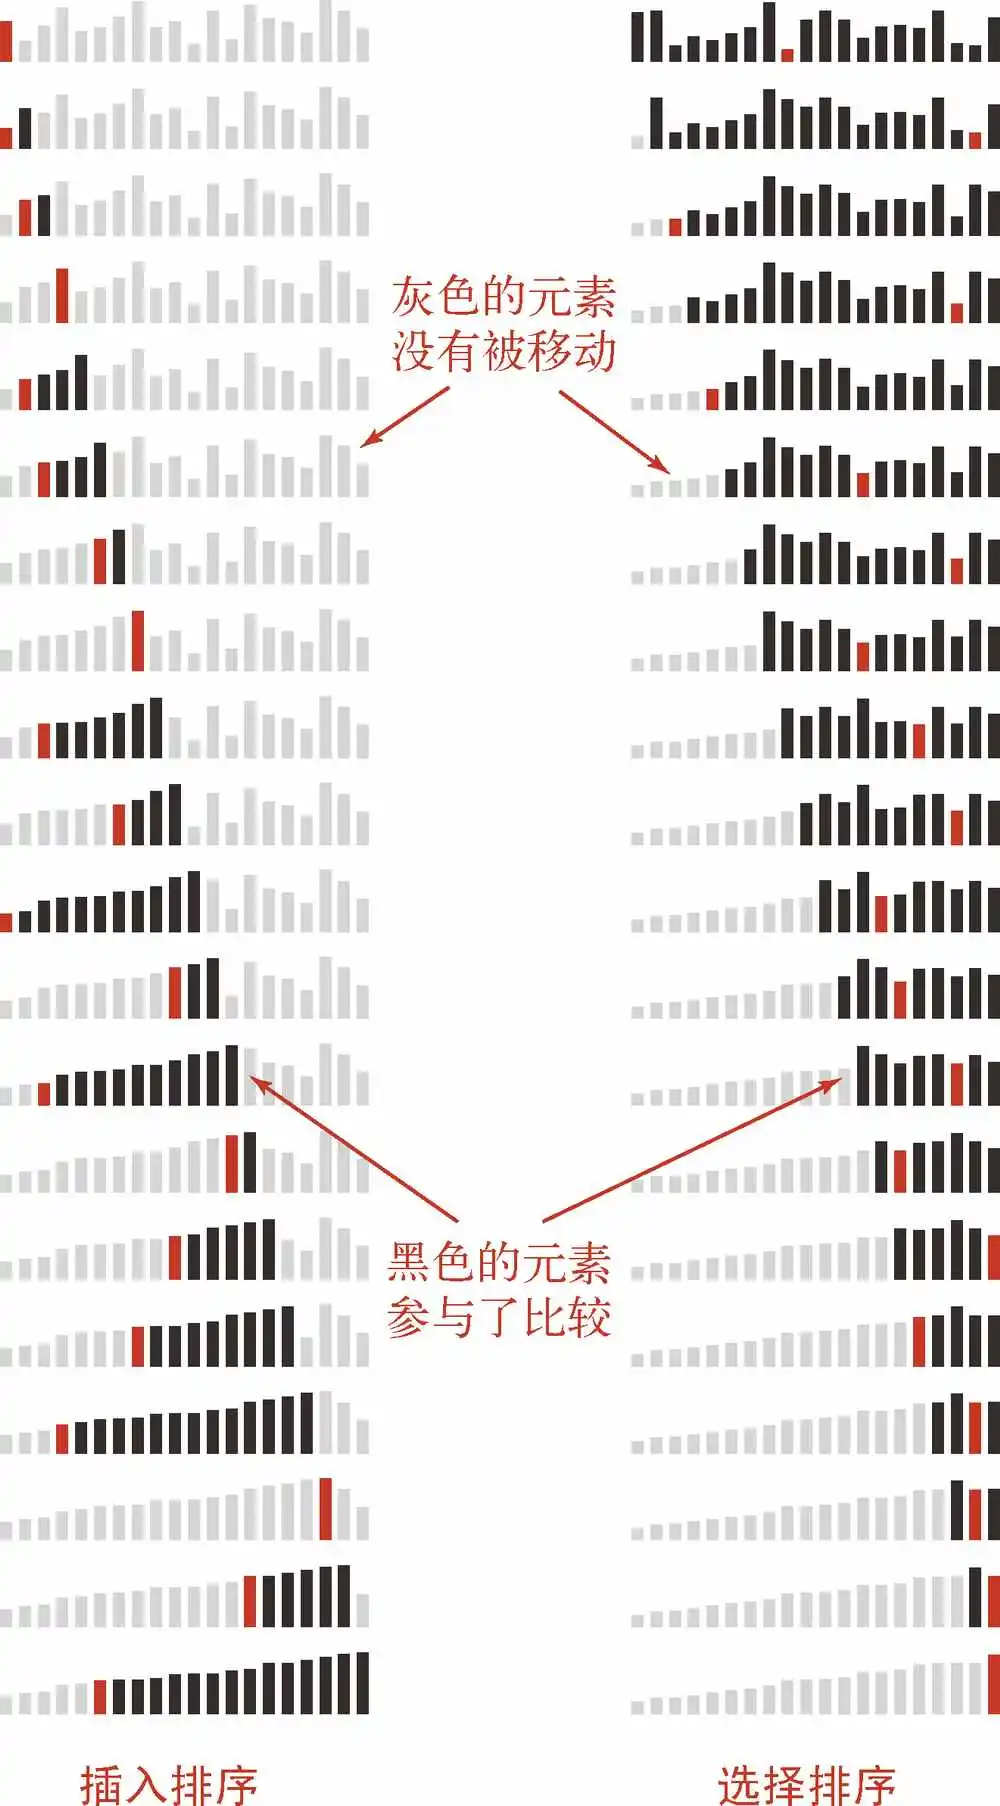 灰色的元素
没有被移动
黑色的元素
参与了比较
插入排序
选择排序